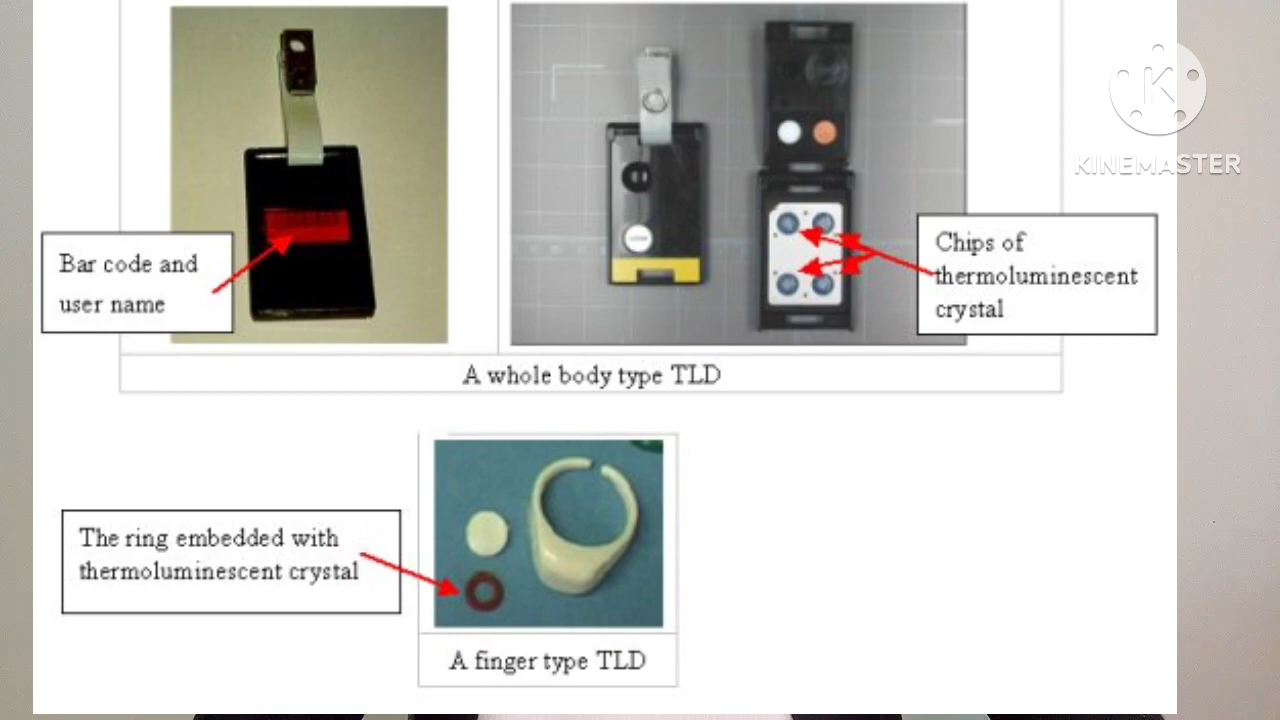 KINEMASTER
Bar code and
user name
Chips of
thermoluminescent
crystal
A whole body type TLD
The ring embedded with
thermoluminescent crystal
A finger type TLD